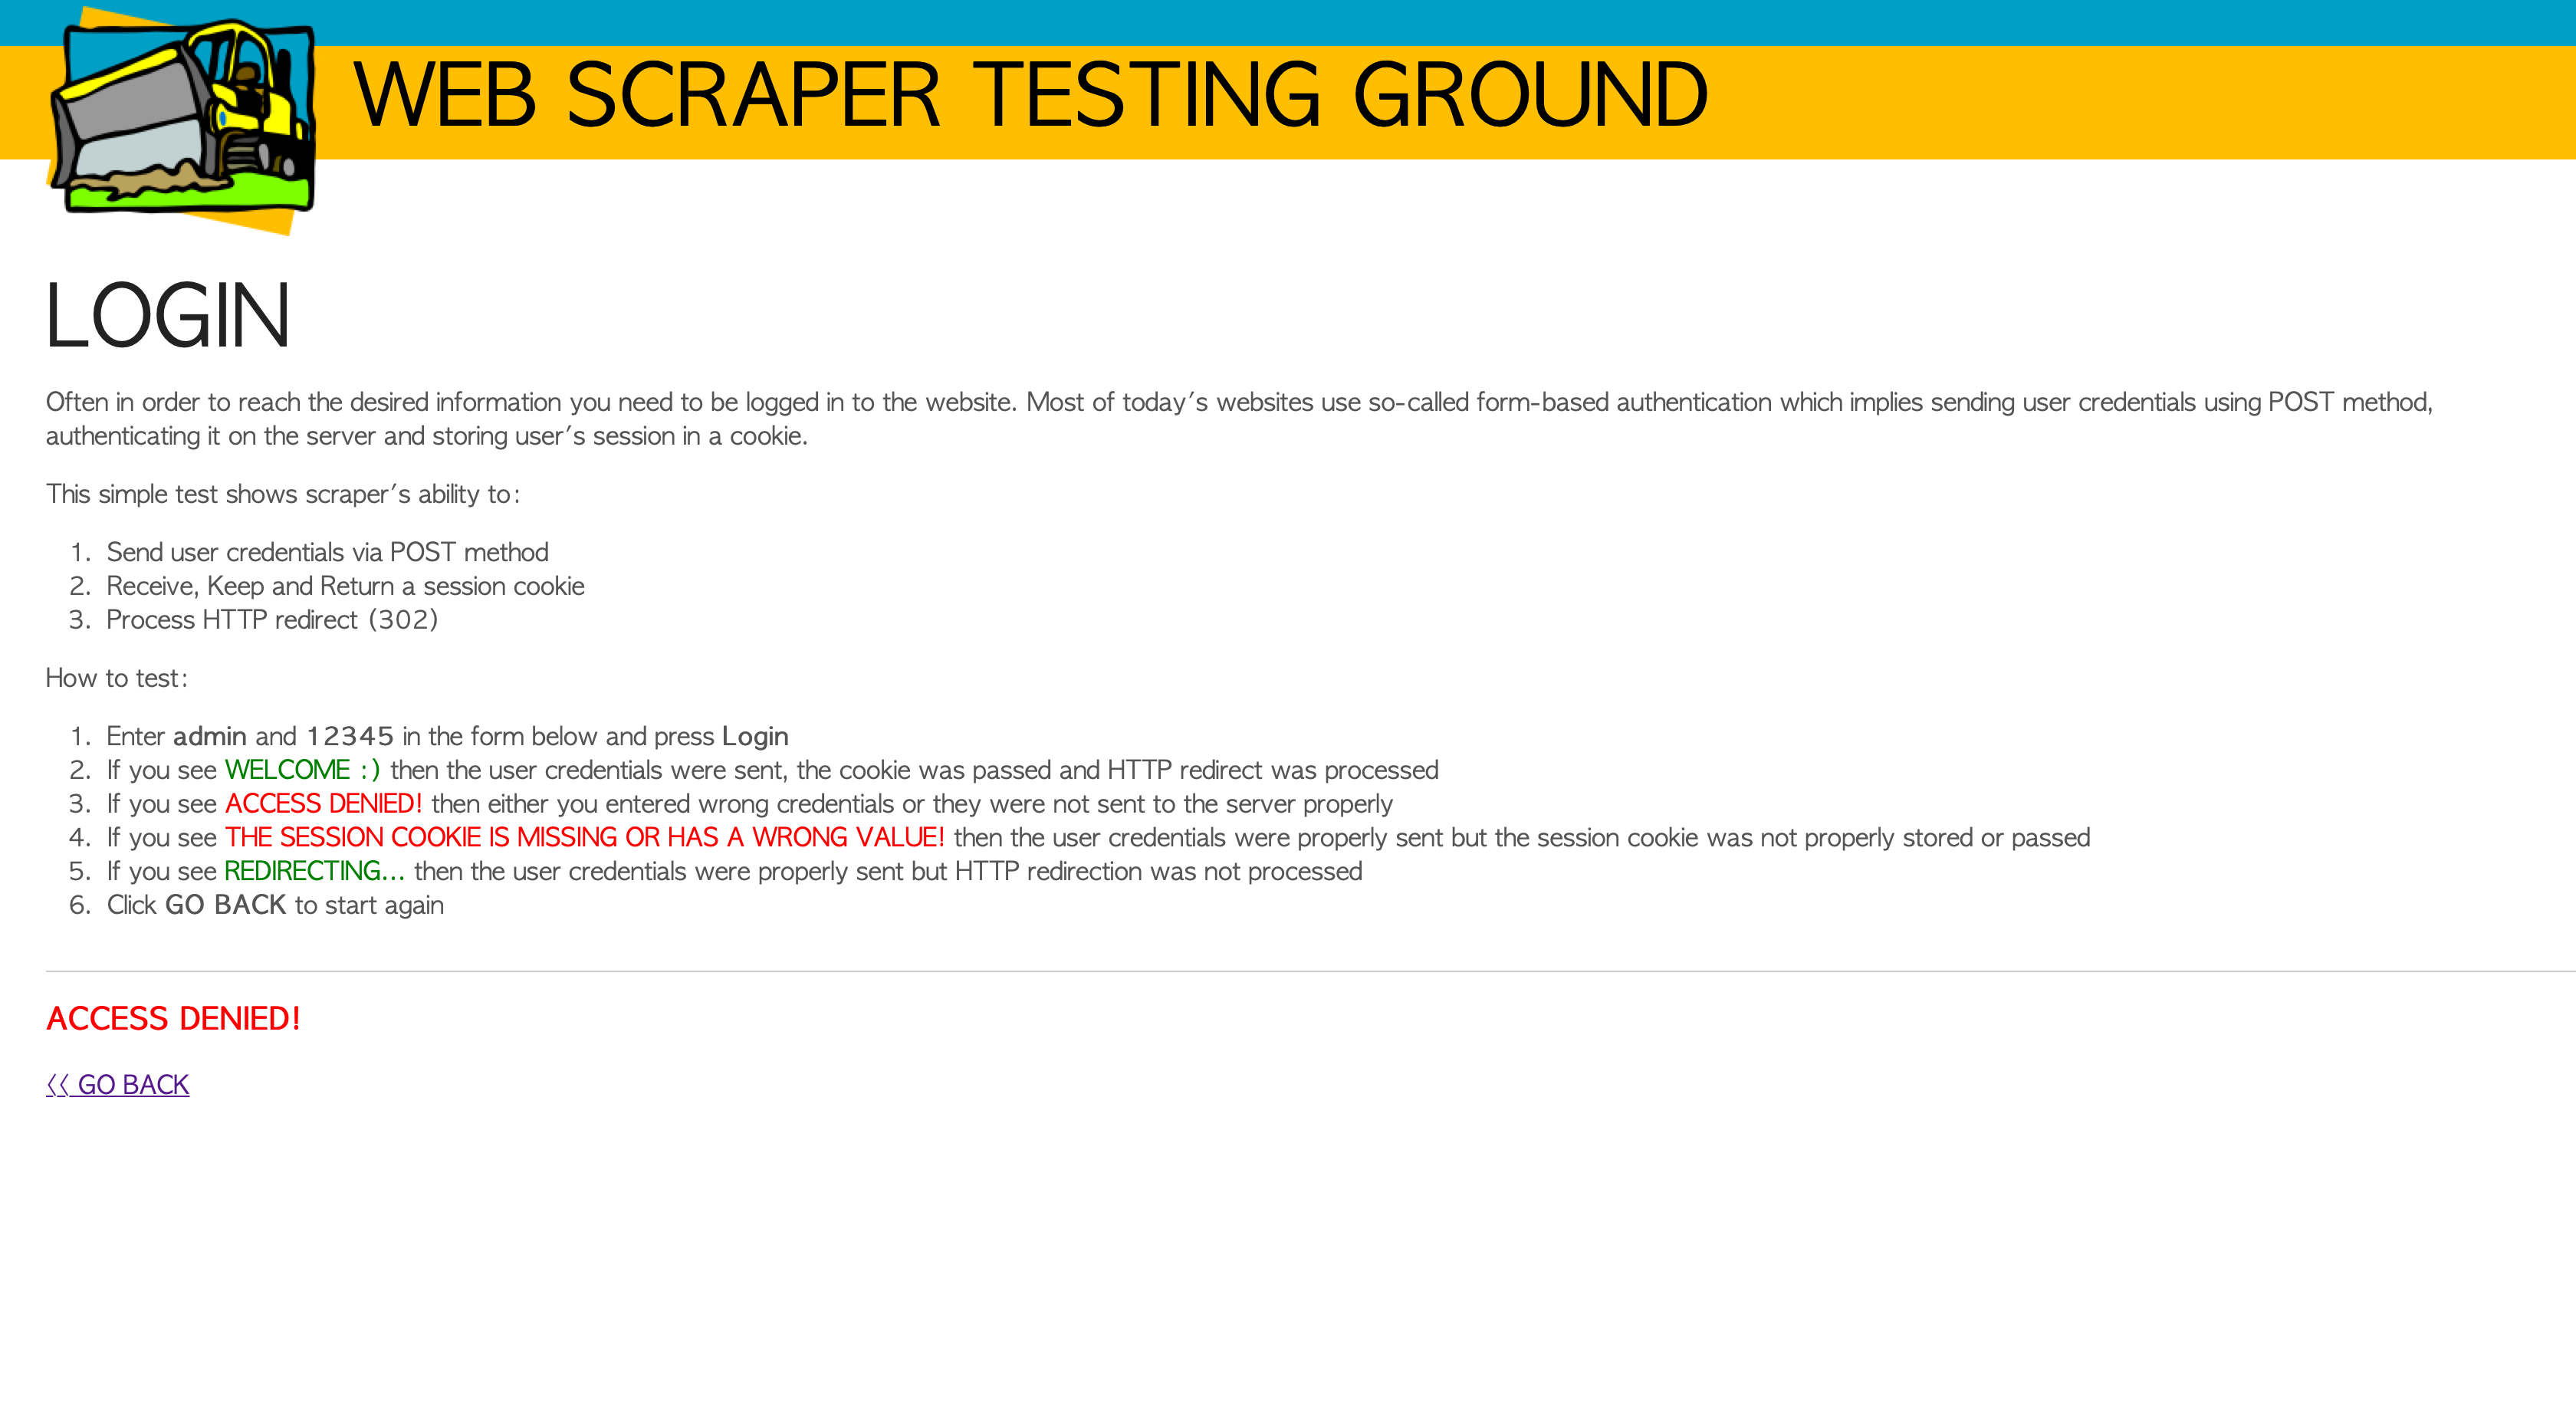 WEB SCRAPER TESTING GROUND
LOGIN
Often in order to reach the desired information you need to be logged in to the website. Most of today's websites use so-called form-based authentication which implies sending user credentials using POST method,
authenticating it on the server and storing user's session in a cookie.
This simple test shows scraper's ability to:
1. Send user credentials via POST method
2. Receive, Keep and Return a session cookie
3. Process HTTP redirect (302)
How to test:
1. Enter admin and 12345 in the form below and press Login
2. If you see WELCOME :) then the user credentials were sent, the cookie was passed and HTTP redirect was processed
3. If you see ACCESS DENIED! then either you entered wrong credentials or they were not sent to the server properly
4. If you see THE SESSION COOKIE IS MISSING OR HAS A WRONG VALUE! then the user credentials were properly sent but the session cookie was not properly stored or passed
5. If you see REDIRECTING... then the user credentials were properly sent but HTTP redirection was not processed
6. Click GO BACK to start again
ACCESS DENIED!
<< GO BACK